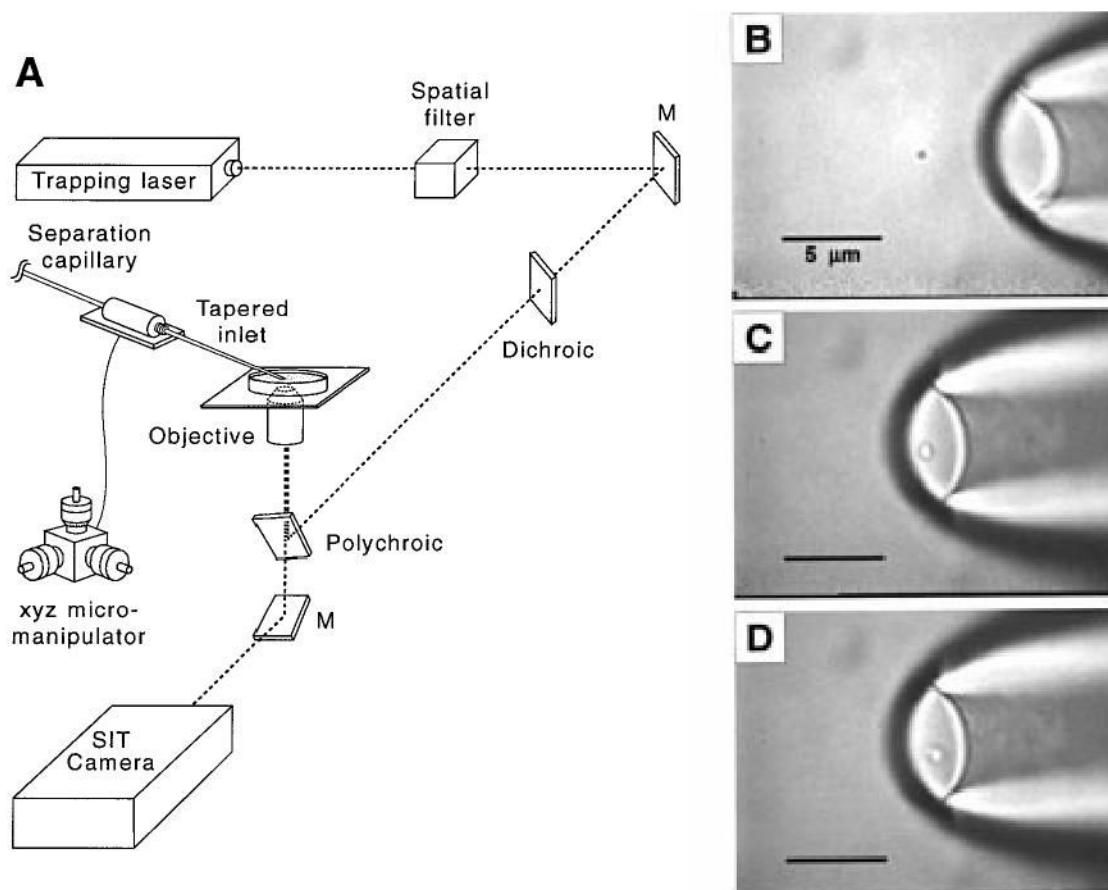 A
Spatial
filter
M
Trapping laser
Separation
capillary
Tapered
inlet
Dichroic
Objective
Polychroic
xyz micro-
manipulator
M
SIT
Camera
B
5 μm
C
D